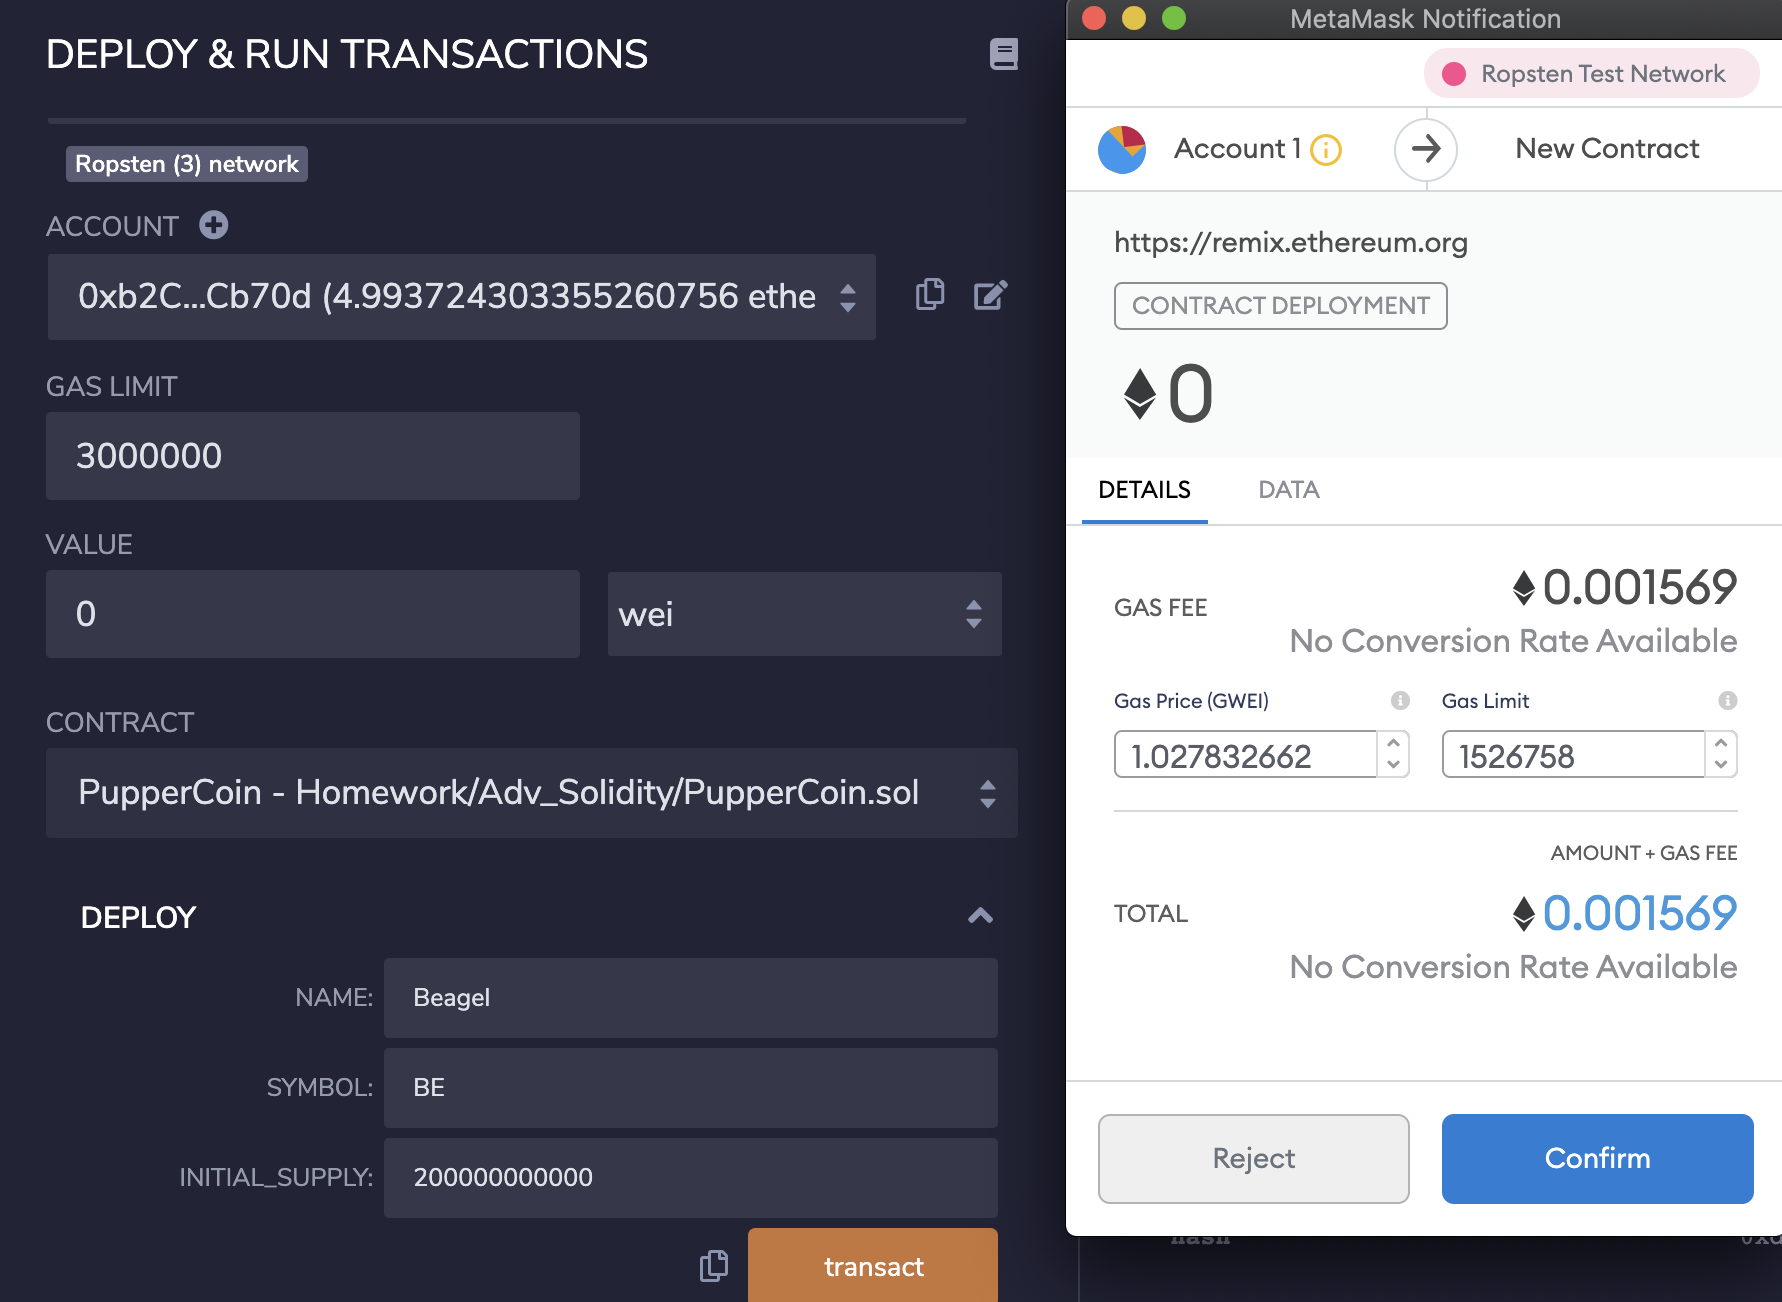 DEPLOY & RUN TRANSACTIONS
Ropsten (3) network
ACCOUNT
0xb2C...Cb70d (4.993724303355260756 ethe
GAS LIMIT
3000000
VALUE
0
wei
CONTRACT
PupperCoin - Homework/Adv_Solidity/PupperCoin.sol
DEPLOY
NAME:
Beagel
SYMBOL:
BE
INITIAL_SUPPLY:
200000000000
transact
MetaMask Notification
Ropsten Test Network
Account 1
New Contract
https://remix.ethereum.org
CONTRACT DEPLOYMENT
0
DETAILS
DATA
GAS FEE
0.001569
No Conversion Rate Available
Gas Price (GWEI)
Gas Limit
1.027832662
1526758
AMOUNT + GAS FEE
TOTAL
0.001569
No Conversion Rate Available
Reject
Confirm
hash